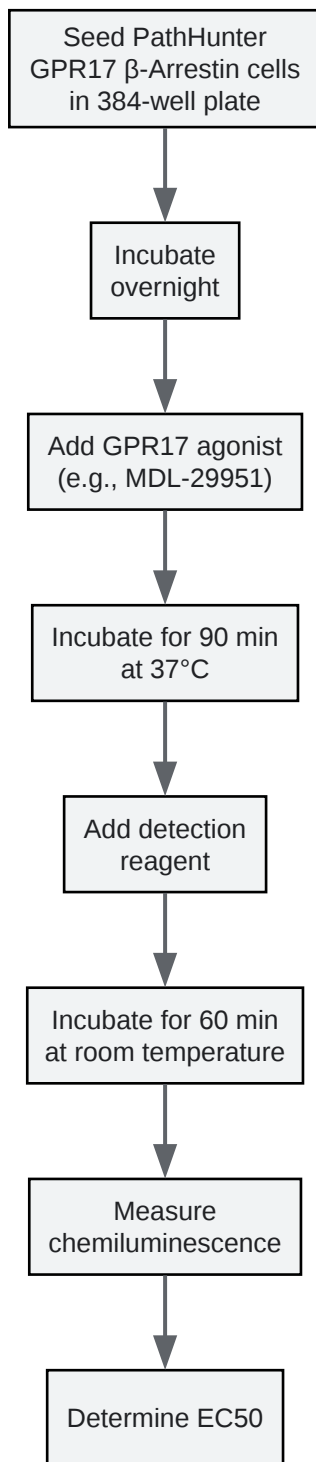 Seed PathHunter
GPR17 β-Arrestin cells
in 384-well plate
Incubate
overnight
Add GPR17 agonist
(e.g., MDL-29951)
Incubate for 90 min
at 37°C
Add detection
reagent
Incubate for 60 min
at room temperature
Measure
chemiluminescence
Determine EC50